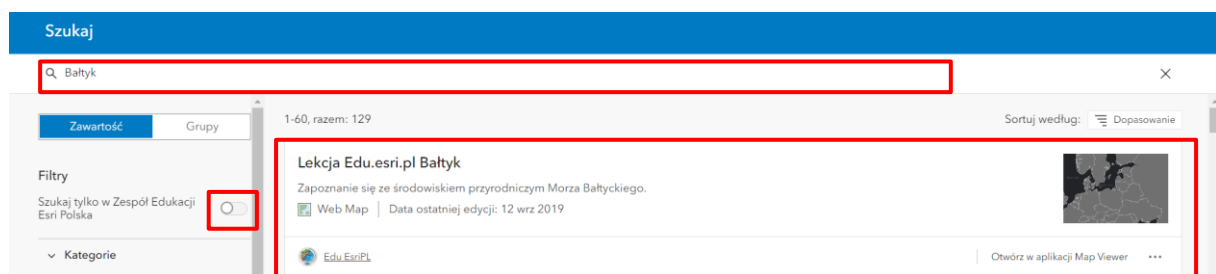 Szukaj
Bałtyk
Zawartość Grupy
1-60, razem: 129
Sortuj według: Dopasowanie
Filtry
Szukaj tylko w Zespół Edukacji
Esri Polska
Kategorie
Lekcja Edu.esri.pl Bałtyk
Zapoznanie się ze środowiskiem przyrodniczym Morza Bałtyckiego.
Web Map | Data ostatniej edycji: 12 wrz 2019
Edu EsriPL
Otwórz w aplikacji Map Viewer